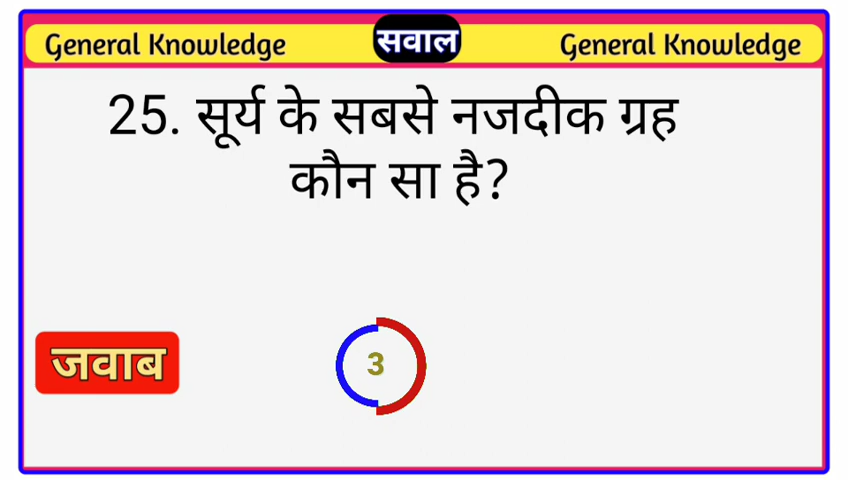 General Knowledge सवाल General Knowledge
25. सूर्य के सबसे नजदीक ग्रह
कौन सा है?
जवाब 3